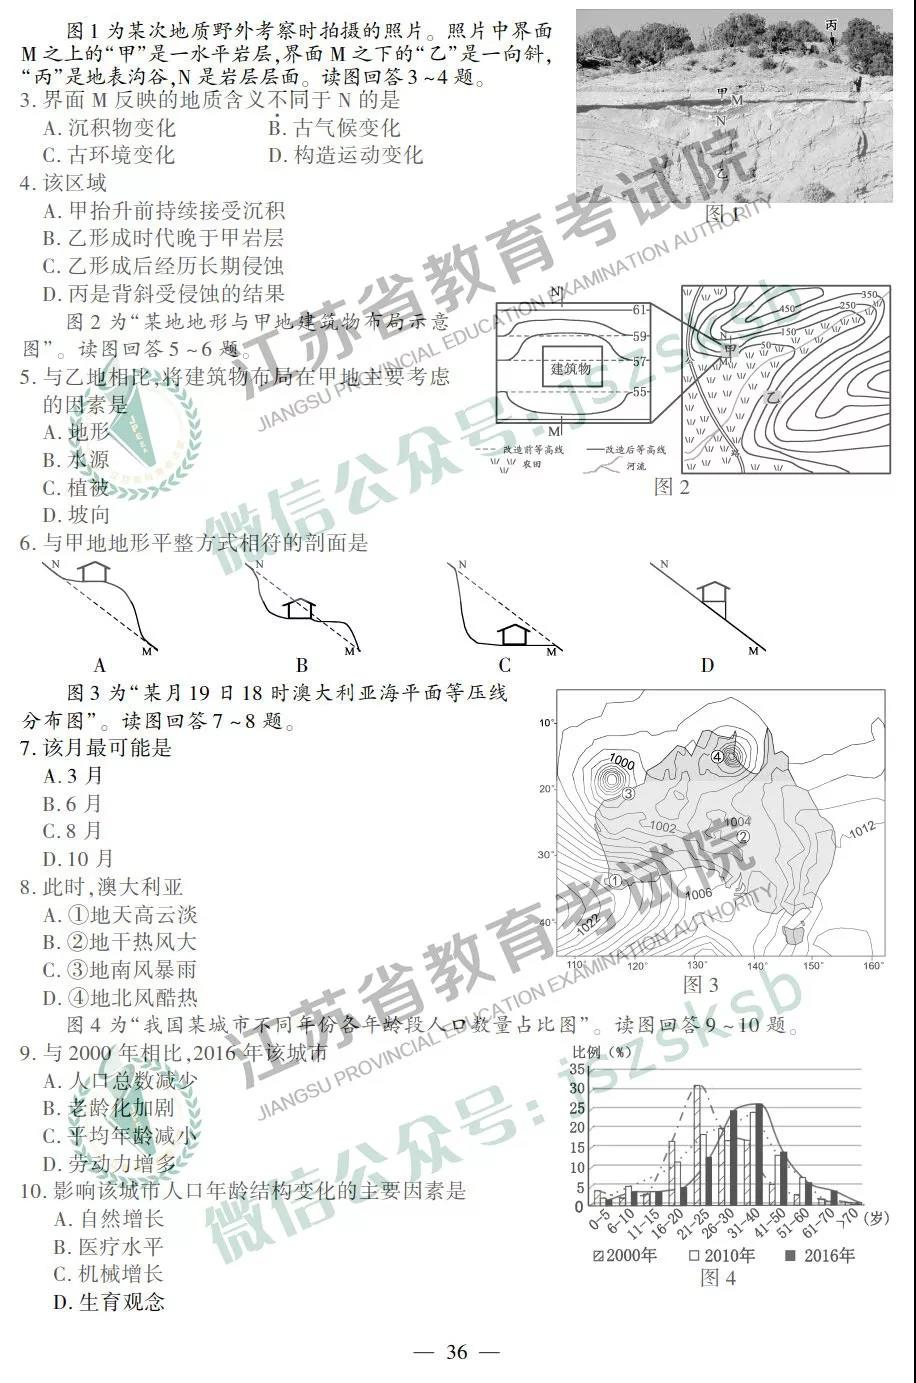 图1为某次地质野外考察时拍摄的照片。照片中界面
M之上的“甲”是一水平岩层,界面M之下的“乙”是一向斜,
“丙”是地表沟谷,N是岩层层面。读图回答3~4题。
3. 界面M反映的地质含义不同于N的是
A. 沉积物变化 B. 古气候变化
C. 古环境变化 D. 构造运动变化
4. 该区域
A. 甲抬升前持续接受沉积
B. 乙形成时代晚于甲岩层
C. 乙形成后经历长期侵蚀
D. 丙是背斜受侵蚀的结果
丙
甲
M
N
乙
图1
图2为“某地地形与甲地建筑物布局示意
图”。读图回答5~6题。
5. 与乙地相比,将建筑物布局在甲地主要考虑
的因素是
A. 地形
B. 水源
C. 植被
D. 坡向
N
61
59
57
55
建筑物
M
350
450
250
150
50
甲
乙
公
路
改造前等高线 改造后等高线
农田 河流
图2
6. 与甲地地形平整方式相符的剖面是
N M N M N M N M
A B C D
图3为“某月19日18时澳大利亚海平面等压线
分布图”。读图回答7~8题。
7. 该月最可能是
A. 3月
B. 6月
C. 8月
D. 10月
8. 此时,澳大利亚
A. ①地天高云淡
B. ②地干热风大
C. ③地南风暴雨
D. ④地北风酷热
10°
20°
30°
40°
1000
④
③
1002
1004
②
1012
①
1006
1022
110° 120° 130° 140° 150° 160°
图3
图4为“我国某城市不同年份各年龄段人口数量占比图”。读图回答9~10题。
9. 与2000年相比,2016年该城市
A. 人口总数减少
B. 老龄化加剧
C. 平均年龄减小
D. 劳动力增多
10. 影响该城市人口年龄结构变化的主要因素是
A. 自然增长
B. 医疗水平
C. 机械增长
D. 生育观念
比例(%)
35
30
25
20
15
10
5
0
0–5 6–10 11–15 16–20 21–25 26–30 31–40 41–50 51–60 61–70 >70 (岁)
2000年 2010年 2016年
图4
— 36 —
江苏省教育考试院
JIANGSU PROVINCIAL EDUCATION EXAMINATION AUTHORITY
微信公众号:jszsksb
江苏省教育考试院
JIANGSU PROVINCIAL EDUCATION EXAMINATION AUTHORITY
微信公众号:jszsksb